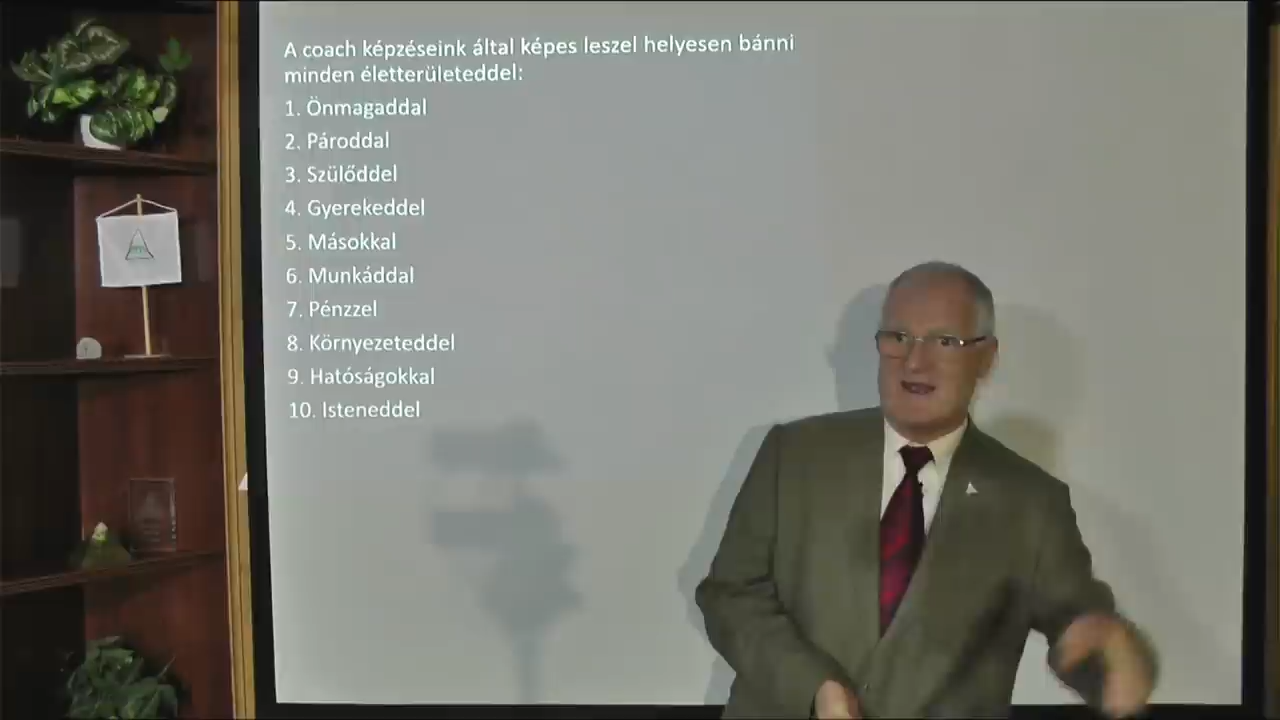 A coach képzéseink által képes leszel helyesen bánni
minden életterületeddel:
1. Önmagaddal
2. Pároddal
3. Szülőddel
4. Gyerekeddel
5. Másokkal
6. Munkáddal
7. Pénzzel
8. Környezeteddel
9. Hatóságokkal
10. Isteneddel